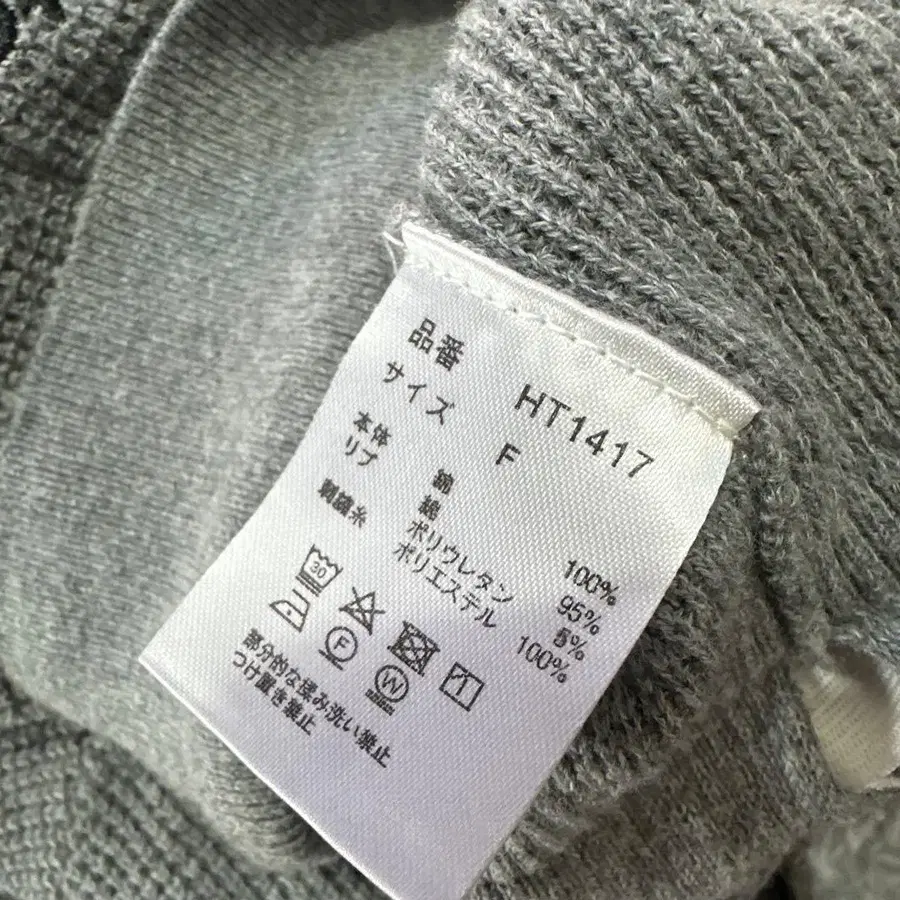 品番 HT1417
サイズ F
本体 綿 100%
リブ 綿 95%
ポリウレタン 5%
刺繍糸 ポリエステル 100%
30
F
W
部分的な揉み洗い禁止
つけ置き禁止